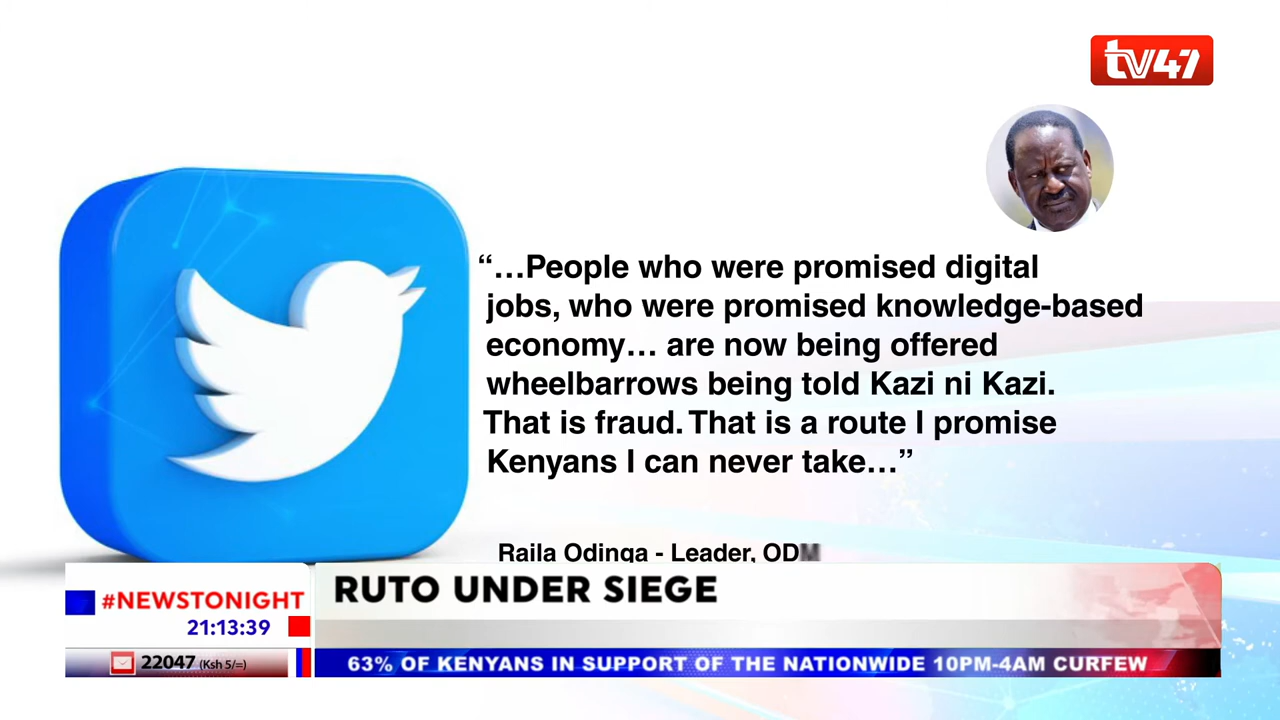 tv47
“...People who were promised digital
jobs, who were promised knowledge-based
economy... are now being offered
wheelbarrows being told Kazi ni Kazi.
That is fraud. That is a route I promise
Kenyans I can never take...”
Raila Odinga - Leader, ODM
#NEWSTONIGHT
21:13:39
RUTO UNDER SIEGE
22047 (Ksh 5/=)
63% OF KENYANS IN SUPPORT OF THE NATIONWIDE 10PM-4AM CURFEW